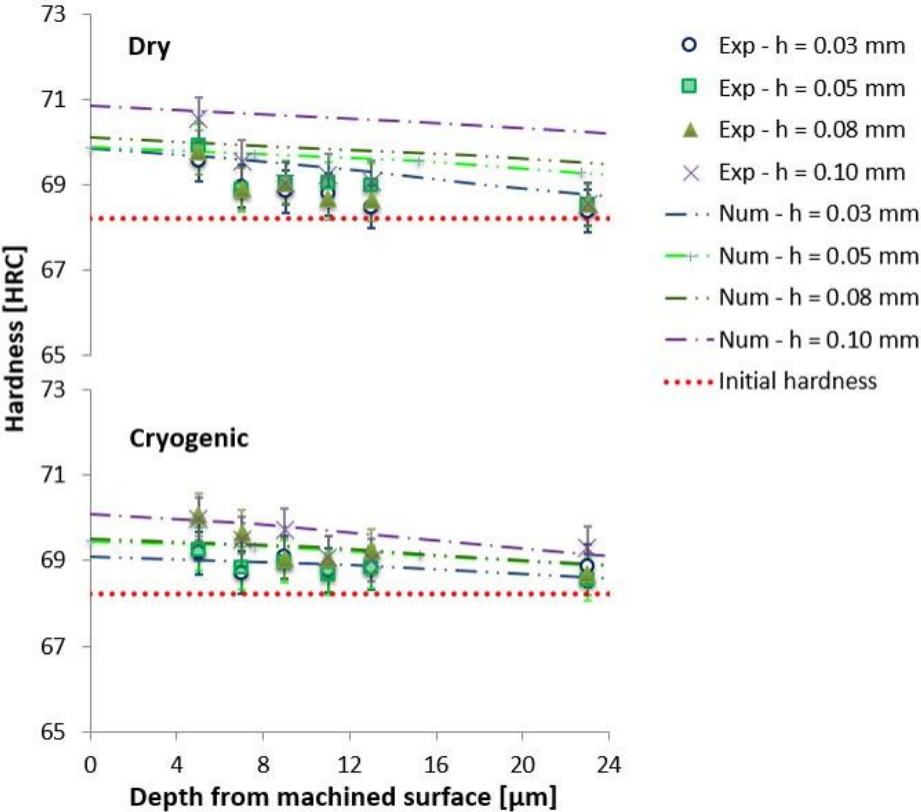 73
Dry
71
69
67
65
Exp - h = 0.03 mm
Exp - h = 0.05 mm
Exp - h = 0.08 mm
Exp - h = 0.10 mm
Num - h = 0.03 mm
Num - h = 0.05 mm
Num - h = 0.08 mm
Num - h = 0.10 mm
Initial hardness
Hardness [HRC]
73
Cryogenic
71
69
67
65
0 4 8 12 16 20 24
Depth from machined surface [µm]